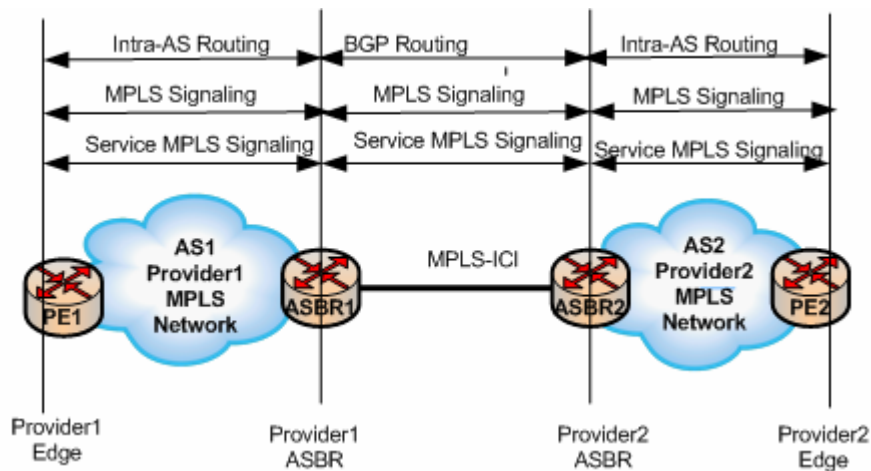 Intra-AS Routing
BGP Routing
Intra-AS Routing
MPLS Signaling
MPLS Signaling
MPLS Signaling
Service MPLS Signaling
Service MPLS Signaling
Service MPLS Signaling
AS1
Provider1
MPLS
Network
MPLS-ICI
AS2
Provider2
MPLS
Network
PE1
ASBR1
ASBR2
PE2
Provider1
Edge
Provider1
ASBR
Provider2
ASBR
Provider2
Edge